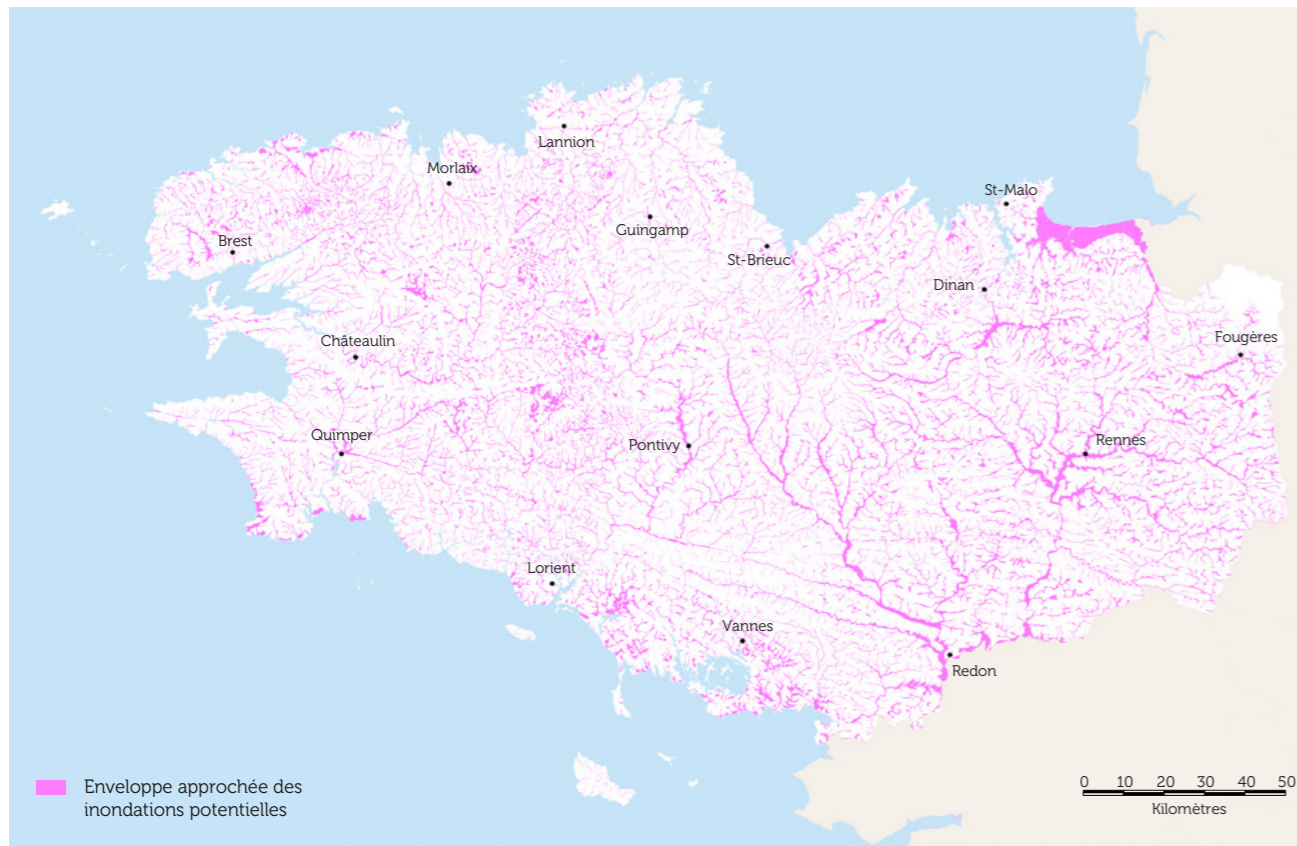 Lannion
Morlaix
St-Malo
Guingamp
Brest
St-Brieuc
Dinan
Châteaulin
Fougères
Quimper
Pontivy
Rennes
Lorient
Vannes
Redon
Enveloppe approchée des
inondations potentielles
0 10 20 30 40 50
Kilomètres